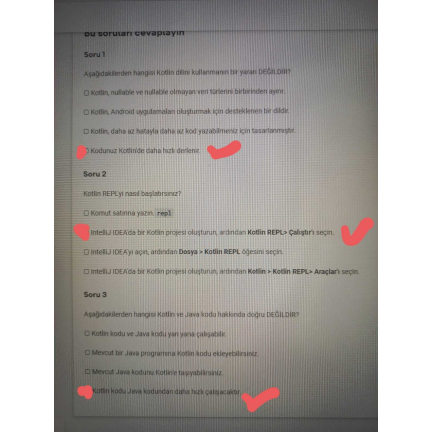 Bu soruları cevaplayın
Soru 1
Aşağıdakilerden hangisi Kotlin dilini kullanmanın bir yararı DEĞİLDİR?
Kotlin, nullable ve nullable olmayan veri türlerini birbirinden ayırır.
Kotlin, Android uygulamaları oluşturmak için desteklenen bir dildir.
Kotlin, daha az hatayla daha az kod yazabilmeniz için tasarlanmıştır.
Kodunuz Kotlin'de daha hızlı derlenir.
Soru 2
Kotlin REPL'yi nasıl başlatırsınız?
Komut satırına yazın. repl
IntelliJ IDEA'da bir Kotlin projesi oluşturun, ardından Kotlin REPL> Çalıştır'ı seçin.
IntelliJ IDEA'yı açın, ardından Dosya > Kotlin REPL öğesini seçin.
IntelliJ IDEA'da bir Kotlin projesi oluşturun, ardından Kotlin > Kotlin REPL> Araçlar'ı seçin.
Soru 3
Aşağıdakilerden hangisi Kotlin ve Java kodu hakkında doğru DEĞİLDİR?
Kotlin kodu ve Java kodu yan yana çalışabilir.
Mevcut bir Java programına Kotlin kodu ekleyebilirsiniz.
Mevcut Java kodunu Kotlin'e taşıyabilirsiniz.
Kotlin kodu Java kodundan daha hızlı çalışacaktır.